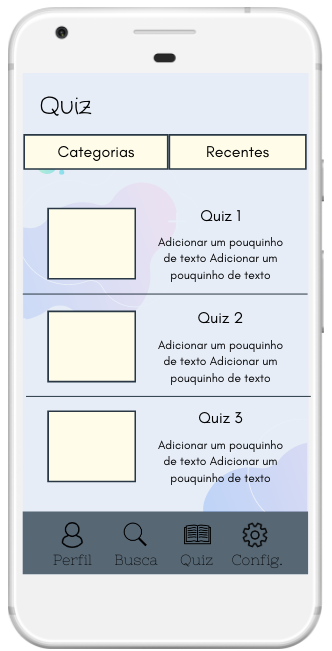 Quiz
Categorias
Recentes
Quiz 1
Adicionar um pouquinho
de texto Adicionar um
pouquinho de texto
Quiz 2
Adicionar um pouquinho
de texto Adicionar um
pouquinho de texto
Quiz 3
Adicionar um pouquinho
de texto Adicionar um
pouquinho de texto
Perfil
Busca
Quiz
Config.